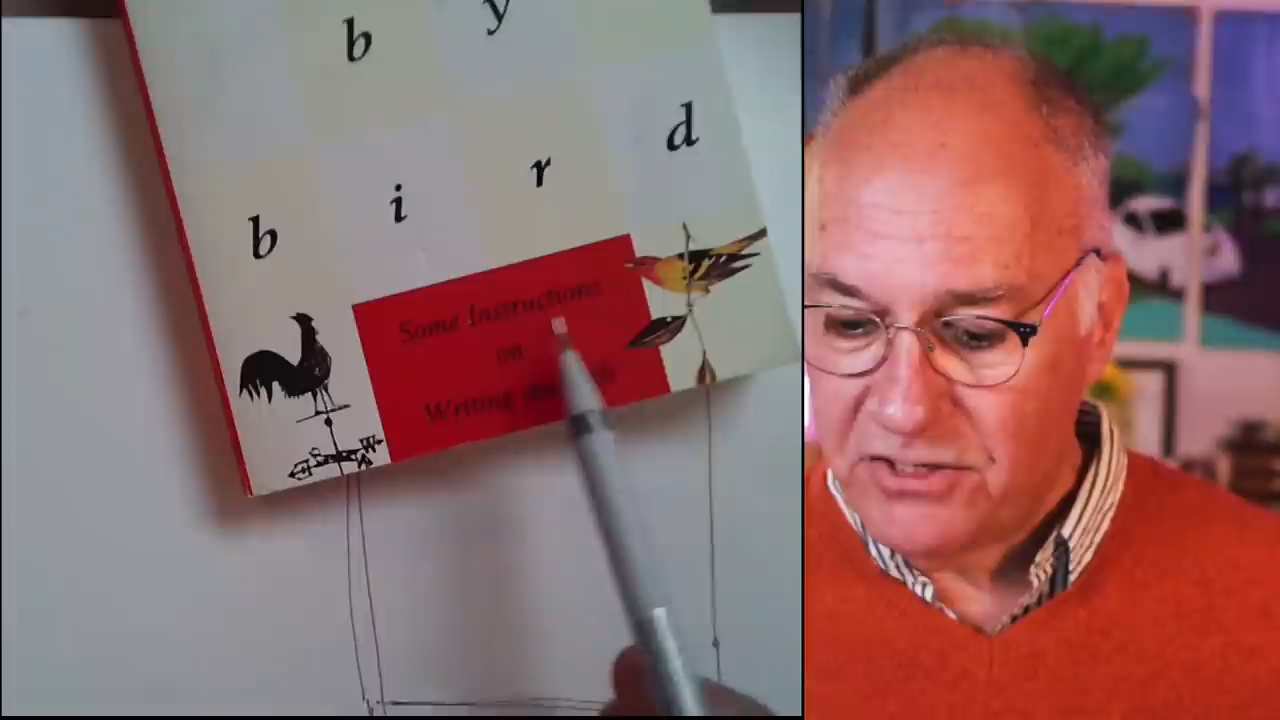 b y
b i r d
Some Instructions
on
Writing
W